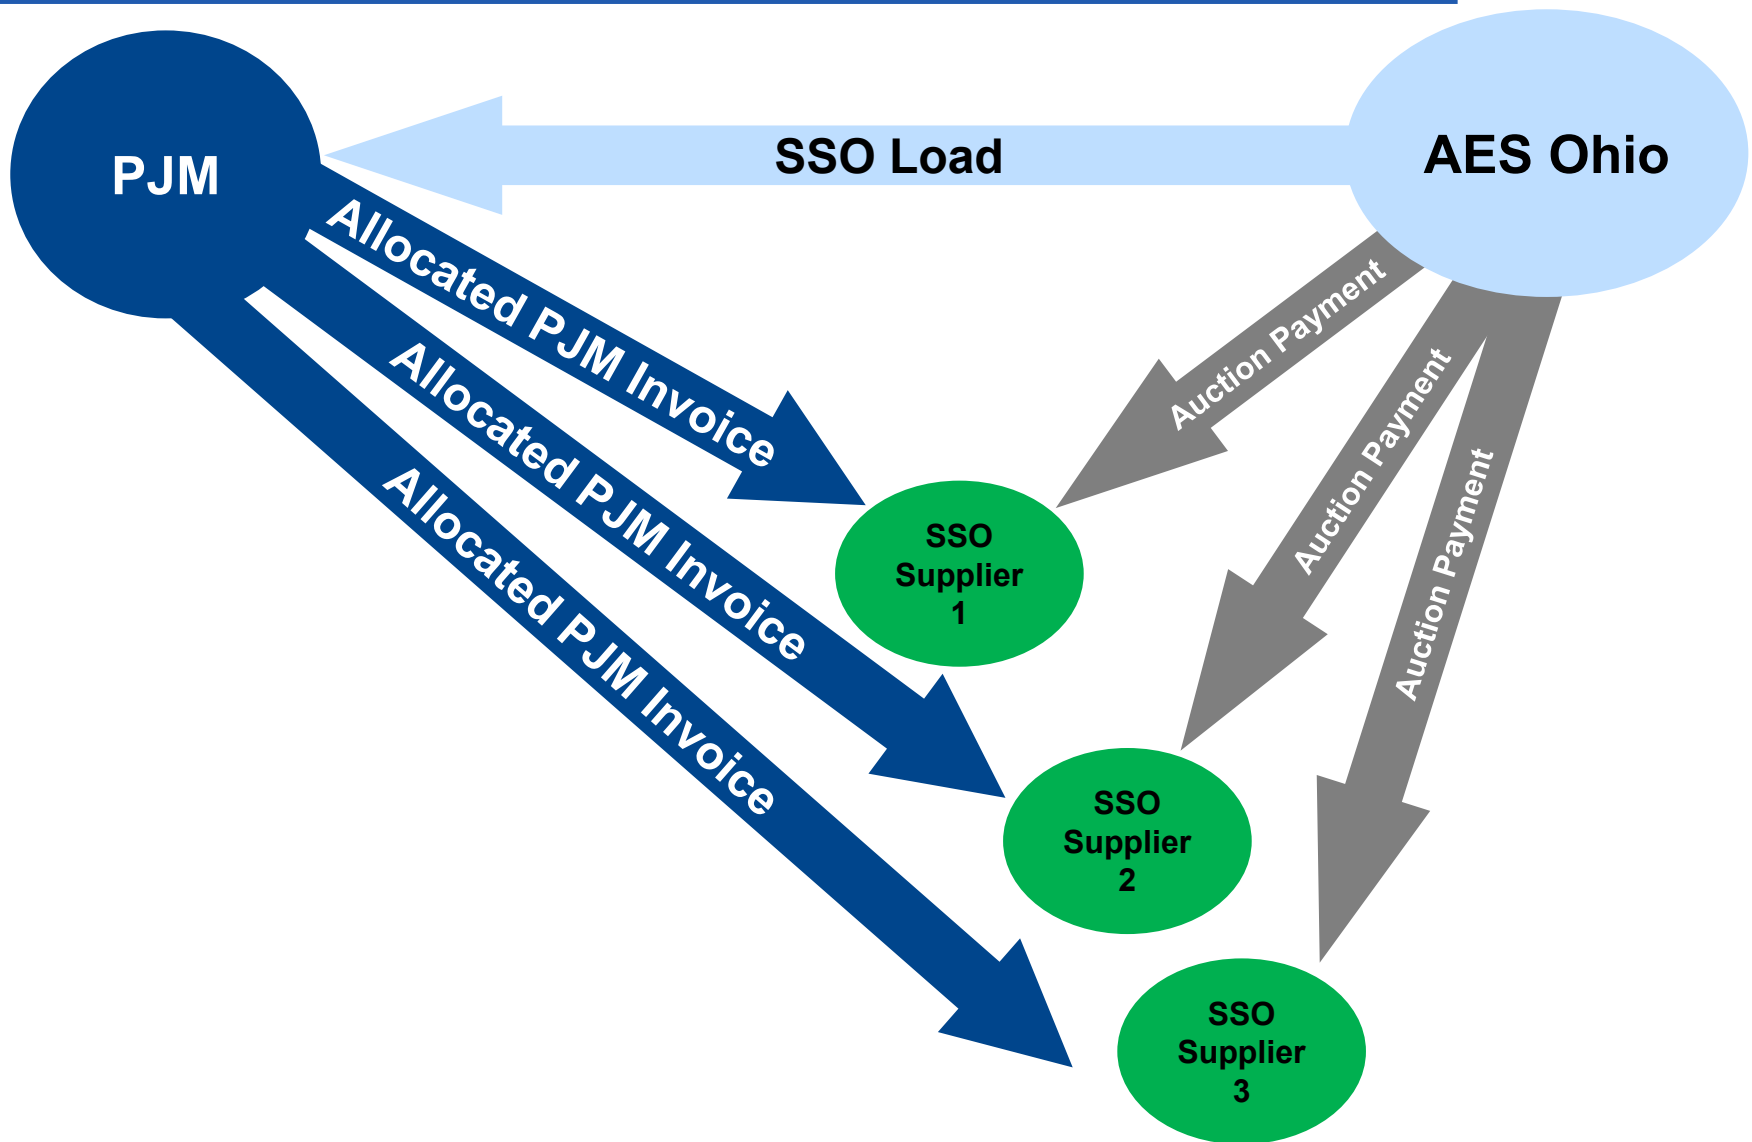 PJM
SSO Load
AES Ohio
Allocated PJM Invoice
Allocated PJM Invoice
Allocated PJM Invoice
Auction Payment
Auction Payment
Auction Payment
SSO
Supplier
1
SSO
Supplier
2
SSO
Supplier
3